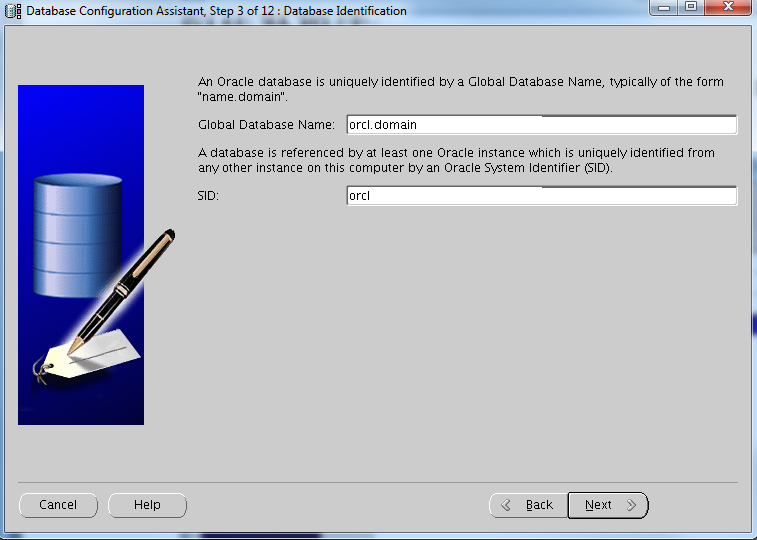 Database Configuration Assistant, Step 3 of 12 : Database Identification
An Oracle database is uniquely identified by a Global Database Name, typically of the form
"name.domain".
Global Database Name: orcl.domain
A database is referenced by at least one Oracle instance which is uniquely identified from
any other instance on this computer by an Oracle System Identifier (SID).
SID: orcl
Cancel Help Back Next